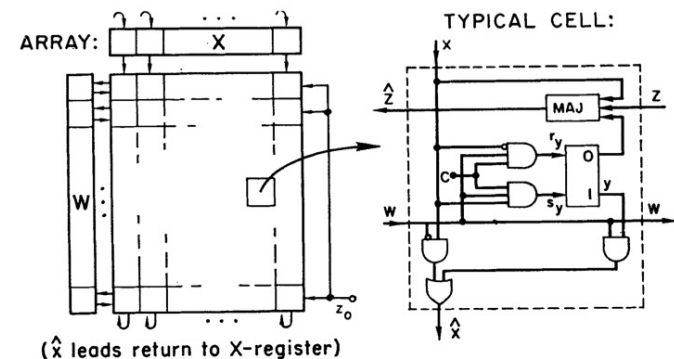 ARRAY:
X
W
z₀
(x̂ leads return to X-register)
TYPICAL CELL:
x
ẑ
MAJ
z
r_y
0
C
y
s_y
1
w
w
x̂